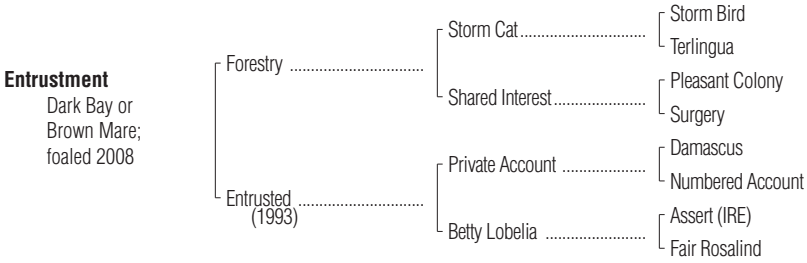 Entrustment
Dark Bay or
Brown Mare;
foaled 2008
Forestry ................................
Entrusted ..............................
(1993)
Storm Cat..............................
Shared Interest......................
Private Account ....................
Betty Lobelia ........................
Storm Bird
Terlingua
Pleasant Colony
Surgery
Damascus
Numbered Account
Assert (IRE)
Fair Rosalind